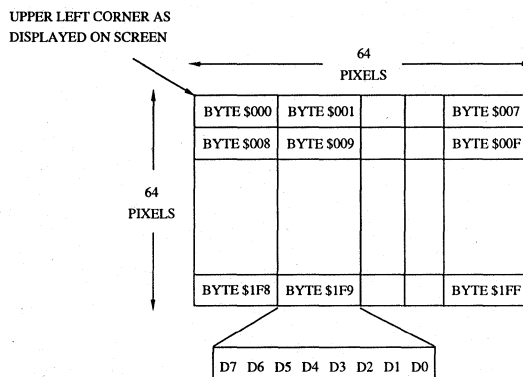 UPPER LEFT CORNER AS
DISPLAYED ON SCREEN
64
PIXELS
BYTE $000 BYTE $001 BYTE $007
BYTE $008 BYTE $009 BYTE $00F
64
PIXELS
BYTE $1F8 BYTE $1F9 BYTE $1FF
D7 D6 D5 D4 D3 D2 D1 D0